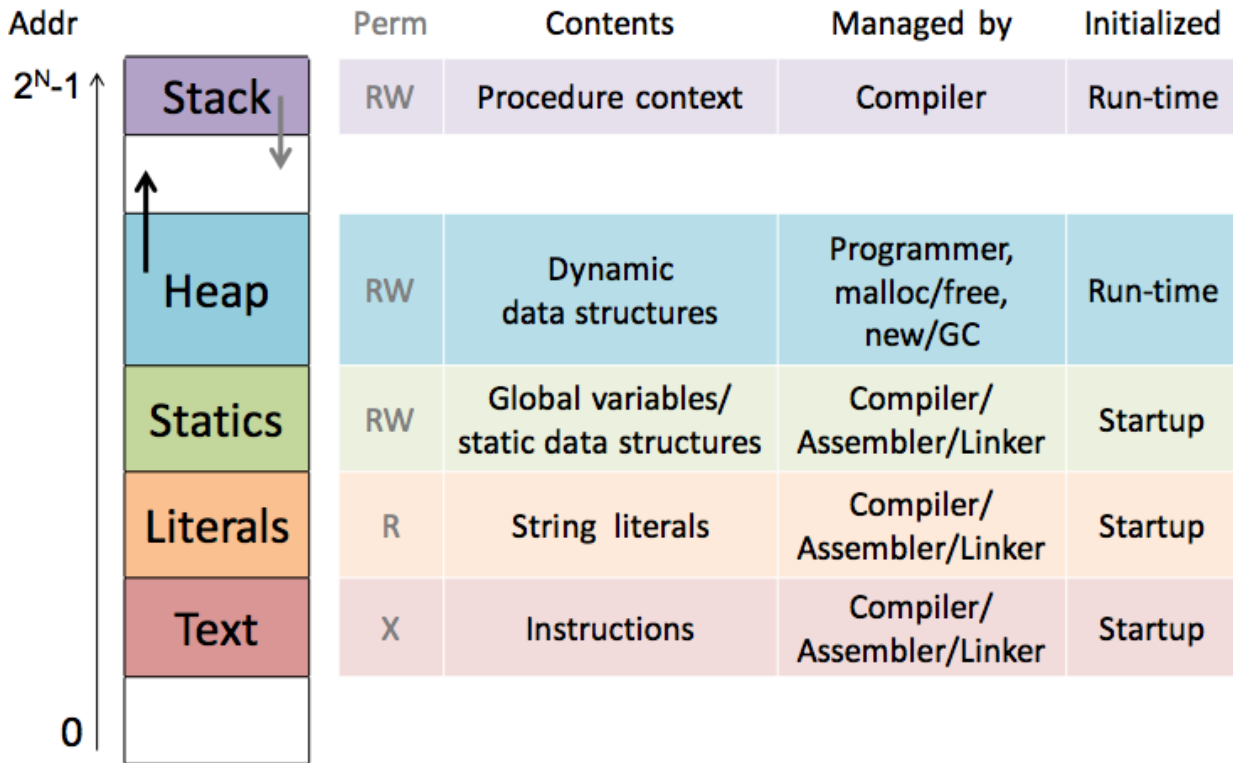 Addr Perm Contents Managed by Initialized
2^N-1 Stack RW Procedure context Compiler Run-time
Heap RW Dynamic
data structures Programmer,
malloc/free,
new/GC Run-time
Statics RW Global variables/
static data structures Compiler/
Assembler/Linker Startup
Literals R String literals Compiler/
Assembler/Linker Startup
Text X Instructions Compiler/
Assembler/Linker Startup
0